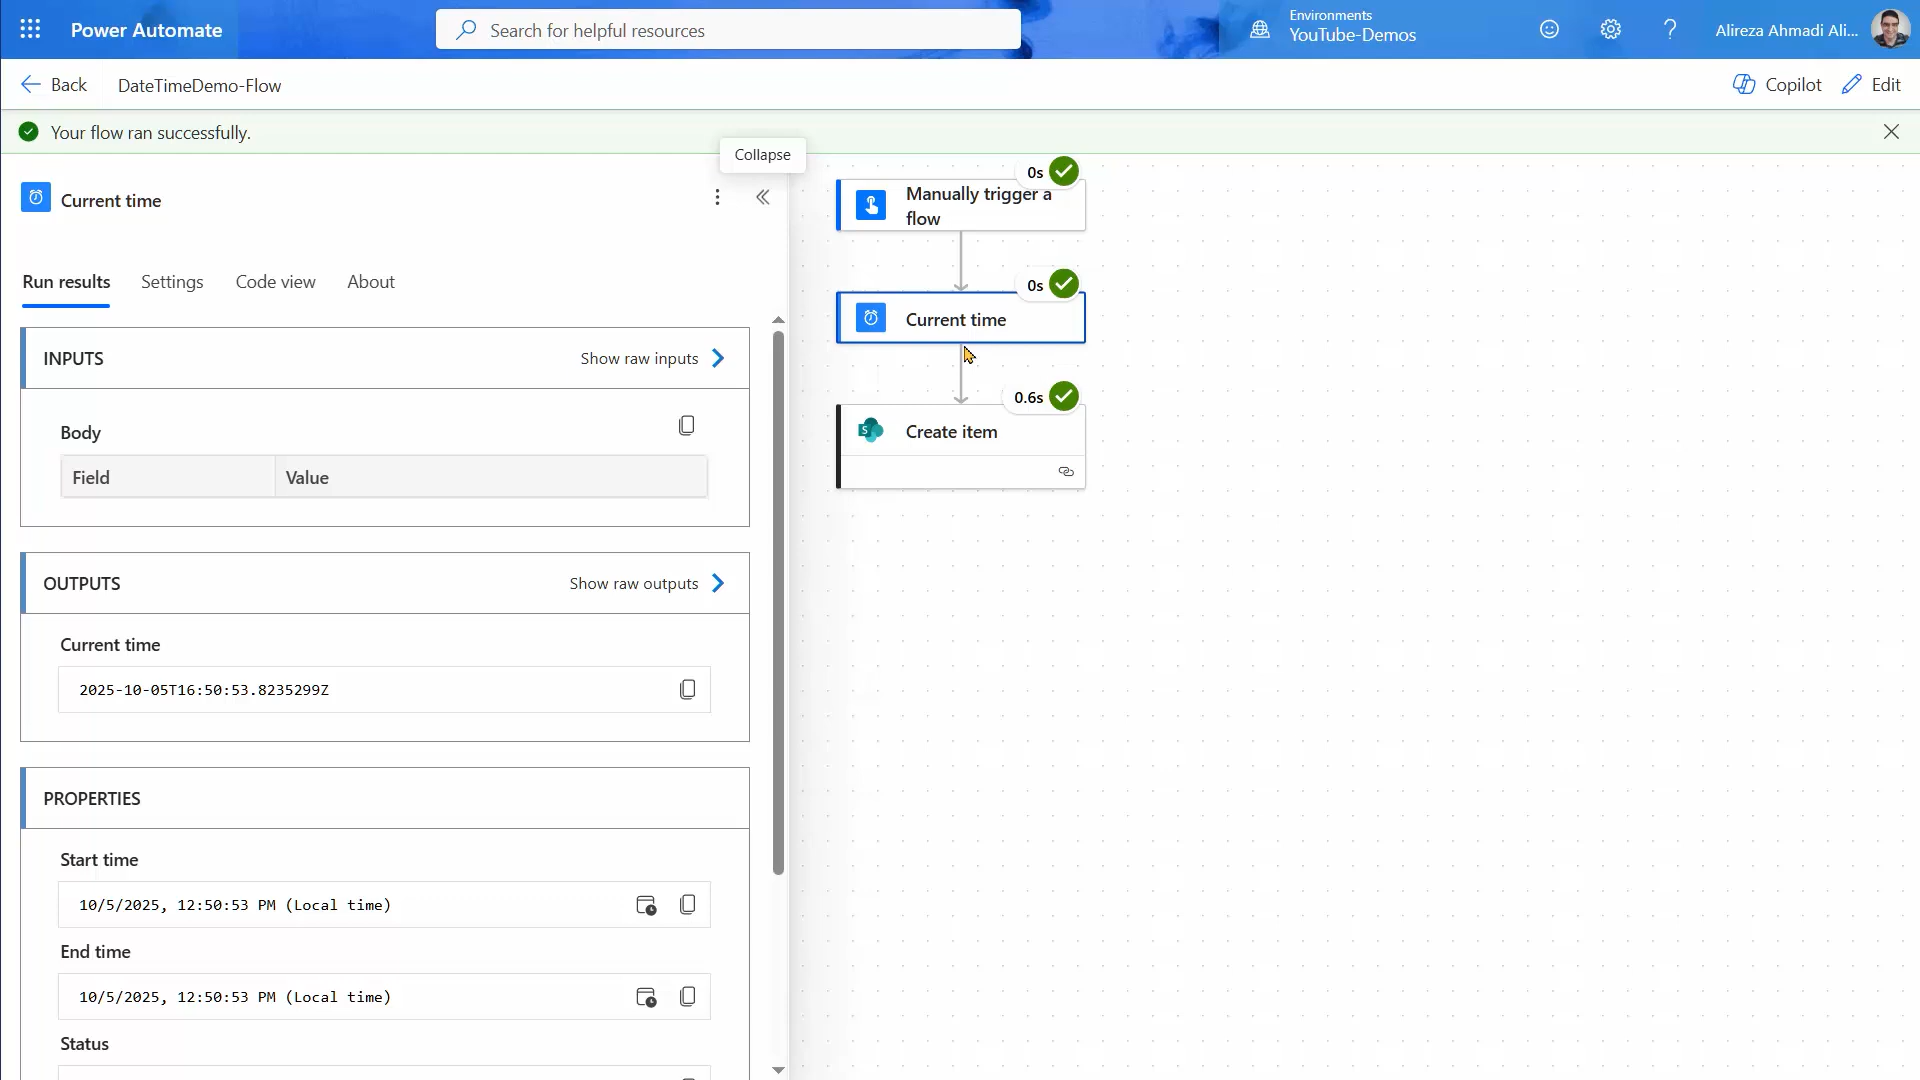 Power Automate
Search for helpful resources
Environments
YouTube-Demos
Alireza Ahmadi Ali...
Back
DateTimeDemo-Flow
Copilot
Edit
Your flow ran successfully.
Collapse
Current time
Run results
Settings
Code view
About
INPUTS
Show raw inputs
Body
Field
Value
OUTPUTS
Show raw outputs
Current time
2025-10-05T16:50:53.8235299Z
PROPERTIES
Start time
10/5/2025, 12:50:53 PM (Local time)
End time
10/5/2025, 12:50:53 PM (Local time)
Status
0s
Manually trigger a
flow
0s
Current time
0.6s
S
Create item